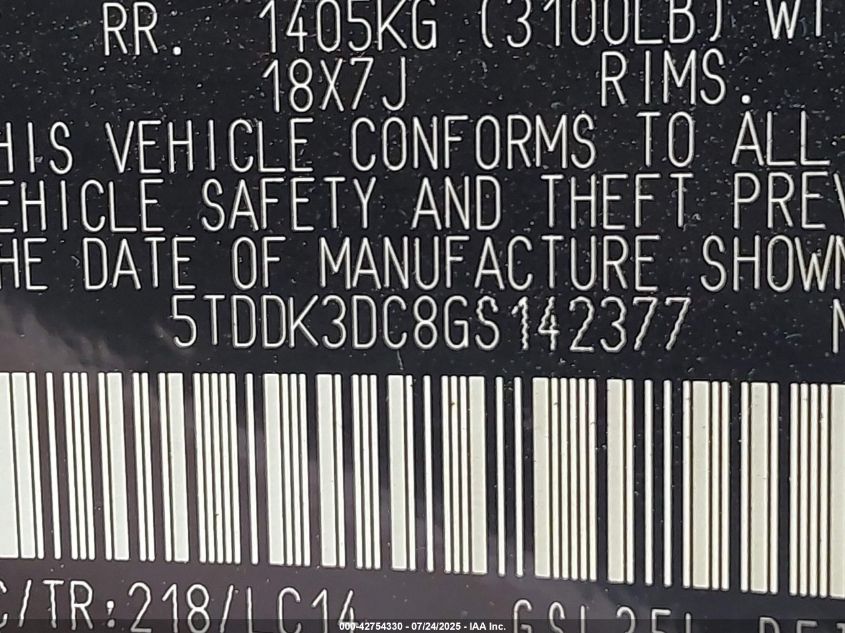 RR. 1405KG (3100LB) WI
18X7J RIMS.
HIS VEHICLE CONFORMS TO ALL
EHICLE SAFETY AND THEFT PREV
HE DATE OF MANUFACTURE SHOWN
5TDDK3DC8GS142377
C/TR:218/LC14
000-42754330 - 07/24/2025 - IAA Inc.